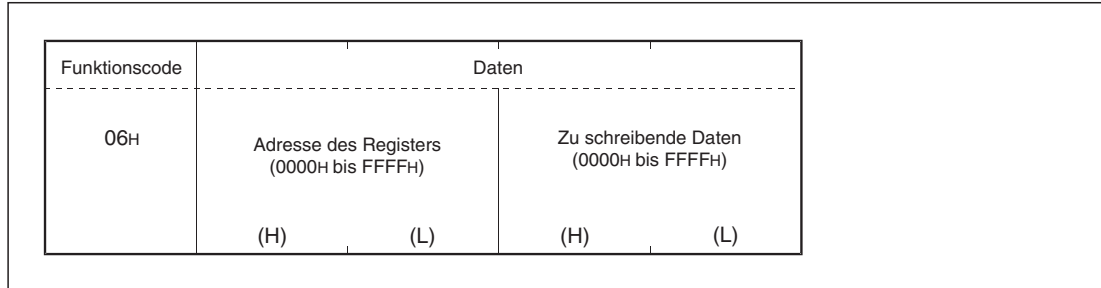 Funktionscode Daten
06H
Adresse des Registers
(0000H bis FFFFH)
Zu schreibende Daten
(0000H bis FFFFH)
(H) (L) (H) (L)